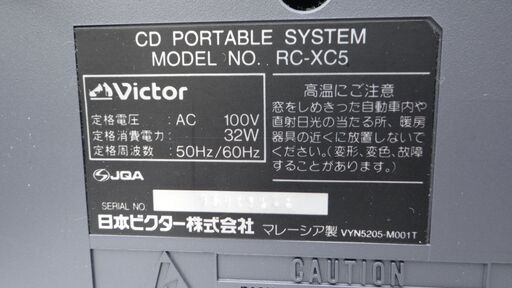 CD PORTABLE SYSTEM
MODEL NO. RC-XC5
Victor
定格電圧：AC 100V
定格消費電力： 32W
定格周波数：50Hz/60Hz
JQA
高温にご注意
窓をしめきった自動車内や
直射日光の当たる所、暖房
器具の近くに放置しないで
ください。（変形、変色、故障
することがあります。）
SERIAL NO.
日本ビクター株式会社 マレーシア製 VYN5205-M001T
CAUTION